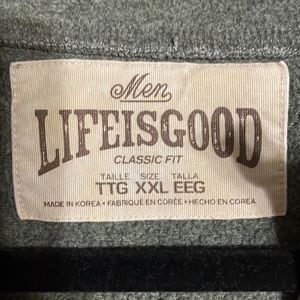 Men
LIFEISGOOD
CLASSIC FIT
TAILLE SIZE TALLA
TTG XXL EEG
MADE IN KOREA • FABRIQUÉ EN CORÉE • HECHO EN COREA